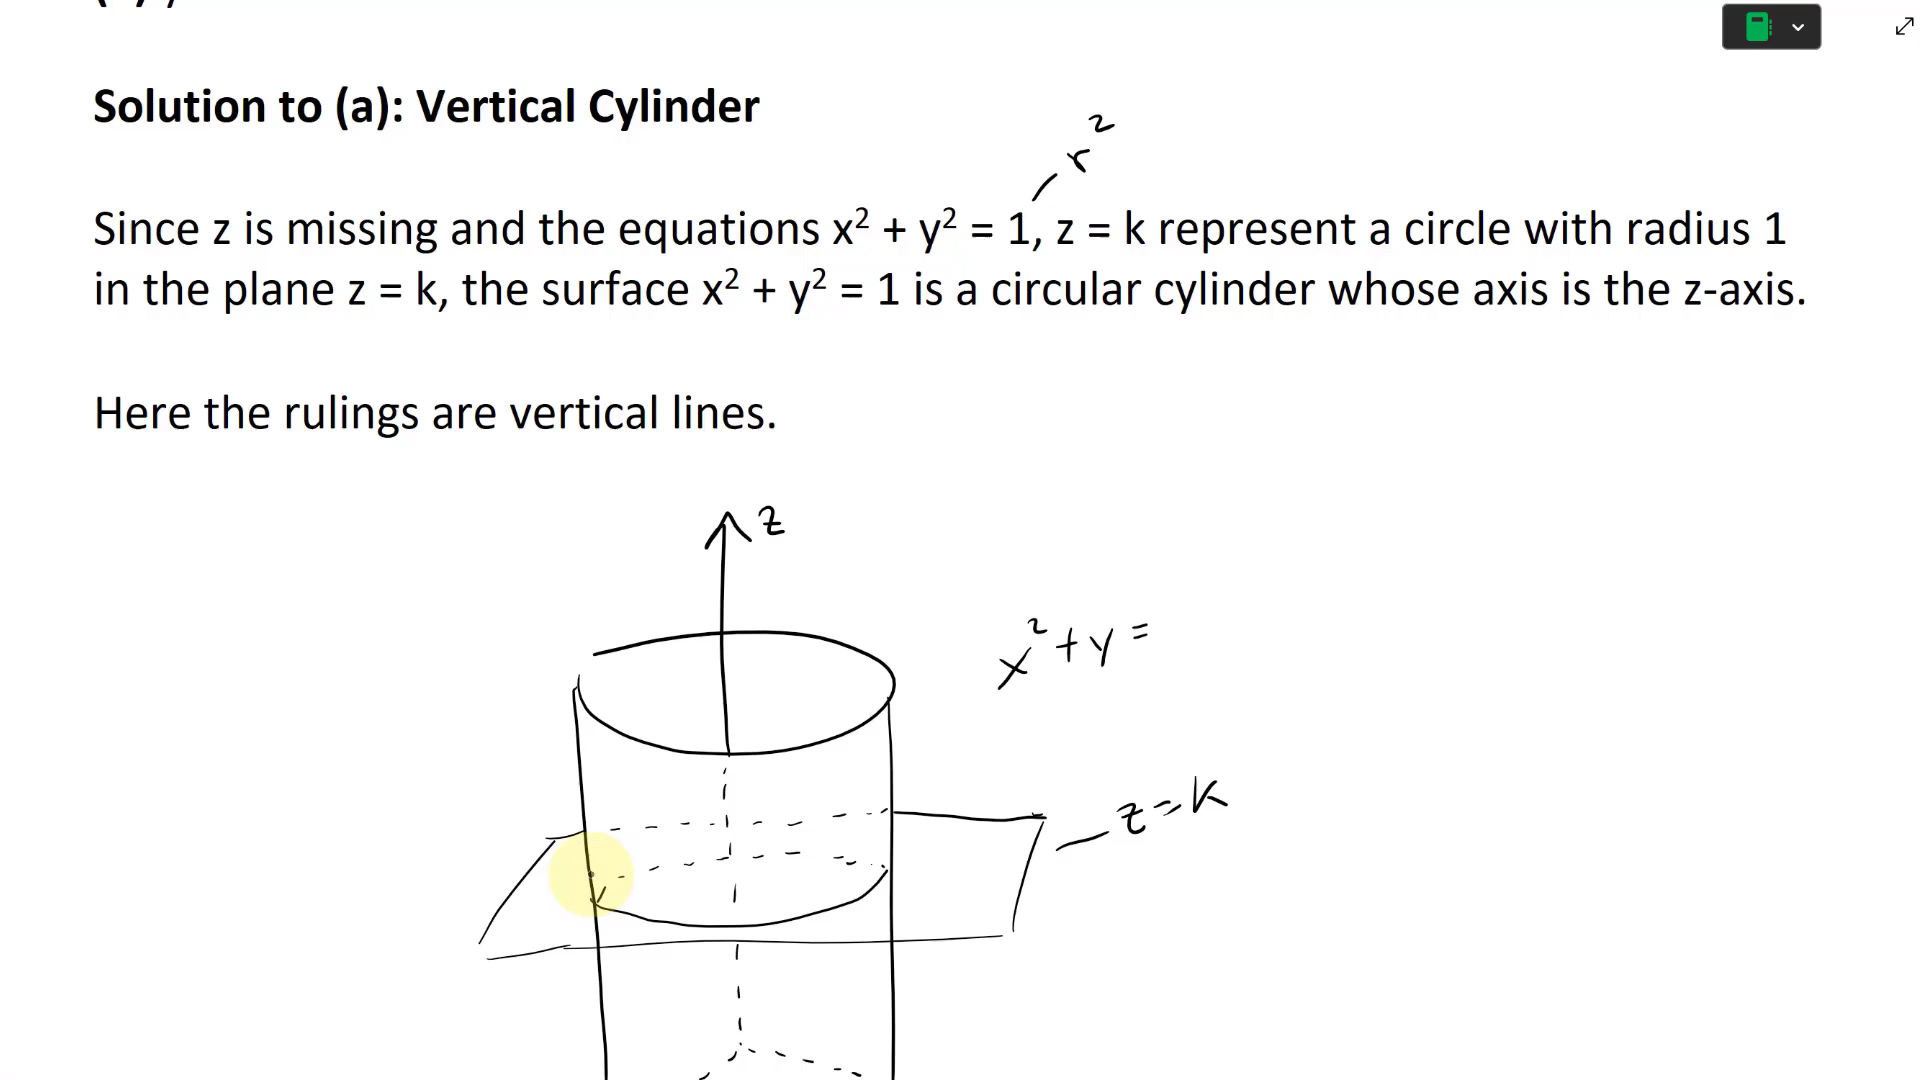 Solution to (a): Vertical Cylinder
r²
Since z is missing and the equations x² + y² = 1, z = k represent a circle with radius 1
in the plane z = k, the surface x² + y² = 1 is a circular cylinder whose axis is the z-axis.
Here the rulings are vertical lines.
z
x² + y =
z = k